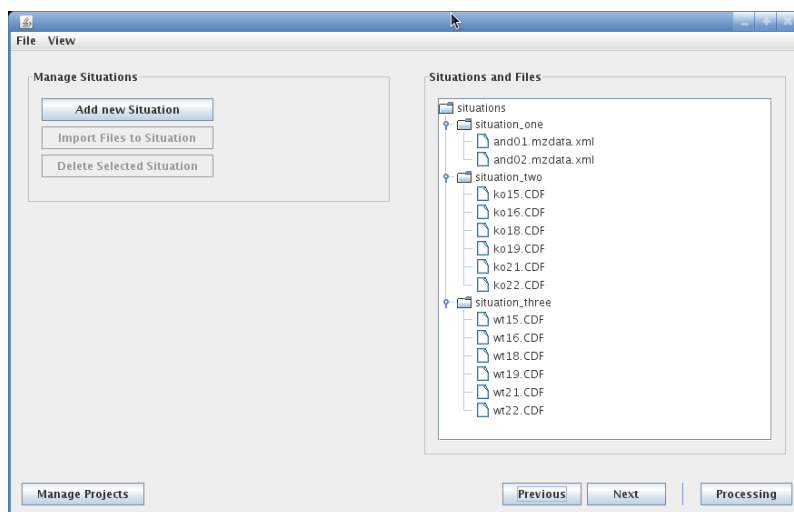 File View
Manage Situations
Add new Situation
Import Files to Situation
Delete Selected Situation
Situations and Files
situations
situation_one
and01.mzdata.xml
and02.mzdata.xml
situation_two
ko15.CDF
ko16.CDF
ko18.CDF
ko19.CDF
ko21.CDF
ko22.CDF
situation_three
wt15.CDF
wt16.CDF
wt18.CDF
wt19.CDF
wt21.CDF
wt22.CDF
Manage Projects
Previous
Next
Processing